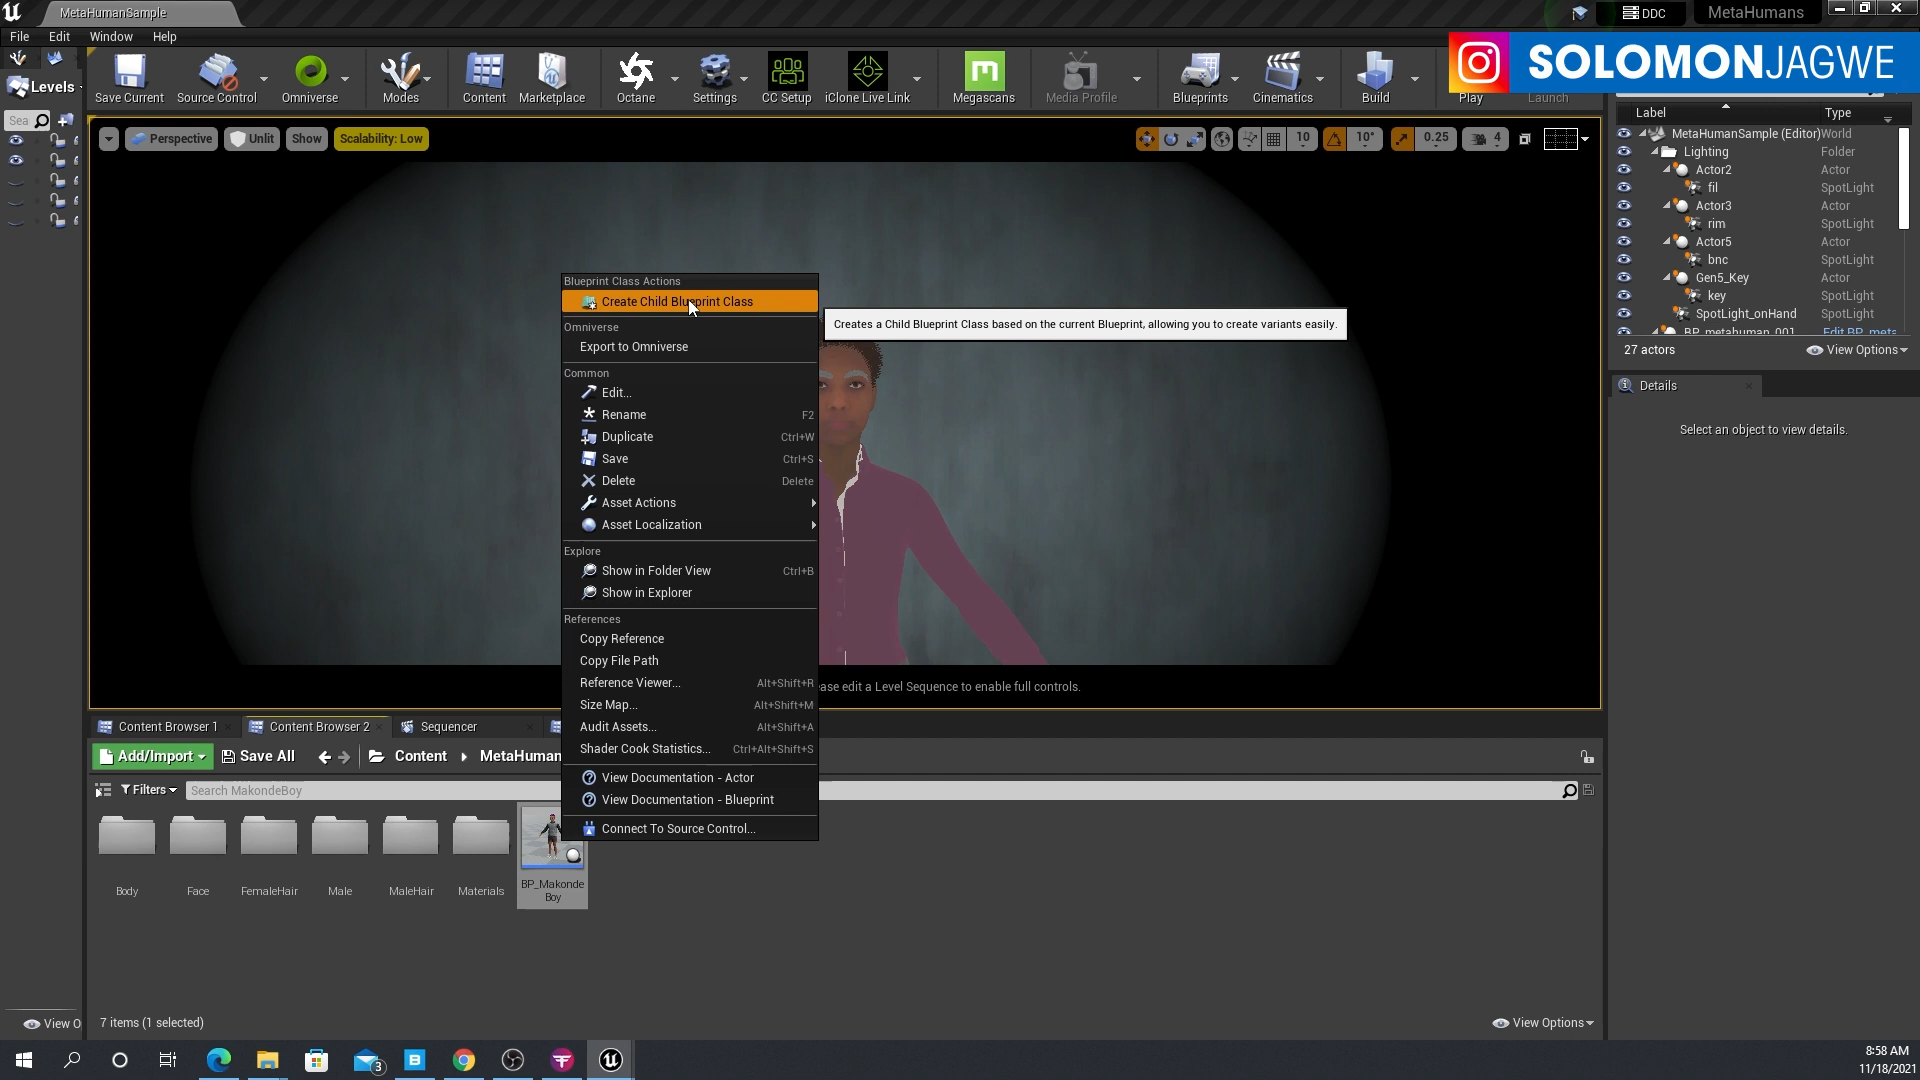 MetaHumanSample
DDC
MetaHumans
File Edit Window Help
SOLOMONJAGWE
Levels
Save Current
Source Control
Omniverse
Modes
Content
Marketplace
Octane
Settings
CC Setup
iClone Live Link
Megascans
Media Profile
Blueprints
Cinematics
Build
Play
Launch
Sea
Perspective
Unlit
Show
Scalability: Low
10
10°
0.25
4
Label Type
MetaHumanSample (Editor) World
Lighting Folder
Actor2 Actor
fil SpotLight
Actor3 Actor
rim SpotLight
Actor5 Actor
bnc SpotLight
Gen5_Key Actor
key SpotLight
SpotLight_onHand SpotLight
BP_metahuman_001 Edit BP_meta
27 actors
View Options
Details
Select an object to view details.
Blueprint Class Actions
Create Child Blueprint Class
Creates a Child Blueprint Class based on the current Blueprint, allowing you to create variants easily.
Omniverse
Export to Omniverse
Common
Edit...
Rename F2
Duplicate Ctrl+W
Save Ctrl+S
Delete Delete
Asset Actions
Asset Localization
Explore
Show in Folder View Ctrl+B
Show in Explorer
References
Copy Reference
Copy File Path
Reference Viewer... Alt+Shift+R
Size Map... Alt+Shift+M
Audit Assets... Alt+Shift+A
Shader Cook Statistics... Ctrl+Alt+Shift+S
View Documentation - Actor
View Documentation - Blueprint
Connect To Source Control...
ease edit a Level Sequence to enable full controls.
Content Browser 1
Content Browser 2
Sequencer
Add/Import
Save All
Content
MetaHuman
Filters
Search MakondeBoy
Body
Face
FemaleHair
Male
MaleHair
Materials
BP_Makonde
Boy
View O
7 items (1 selected)
View Options
3
8:58 AM
11/18/2021